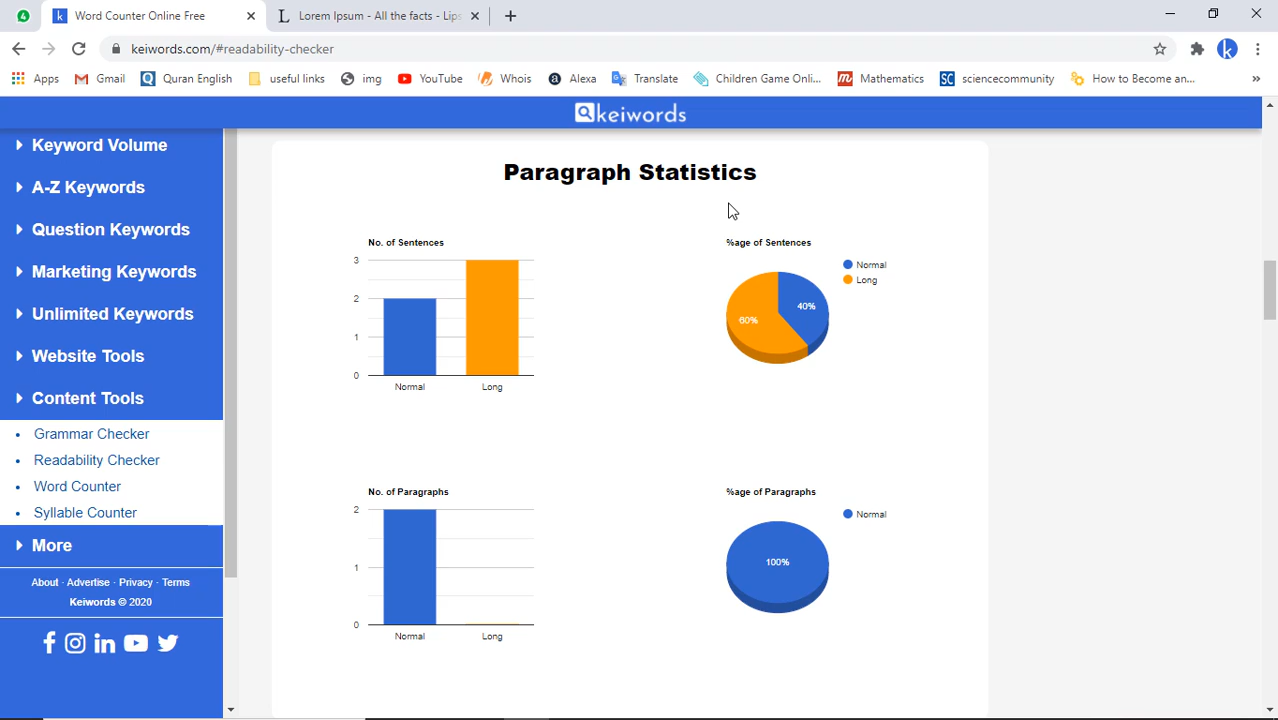 4
k
Word Counter Online Free
L
Lorem Ipsum - All the facts - Lips
keiwords.com/#readability-checker
k
Apps
Gmail
Quran English
useful links
img
YouTube
Whois
a
Alexa
Translate
Children Game Onli...
m
Mathematics
SC
sciencecommunity
How to Become an...
keiwords
Keyword Volume
A-Z Keywords
Question Keywords
Marketing Keywords
Unlimited Keywords
Website Tools
Content Tools
Grammar Checker
Readability Checker
Word Counter
Syllable Counter
More
About · Advertise · Privacy · Terms
Keiwords © 2020
Paragraph Statistics
No. of Sentences
3
2
1
0
Normal
Long
%age of Sentences
40%
60%
Normal
Long
No. of Paragraphs
2
1
0
Normal
Long
%age of Paragraphs
100%
Normal